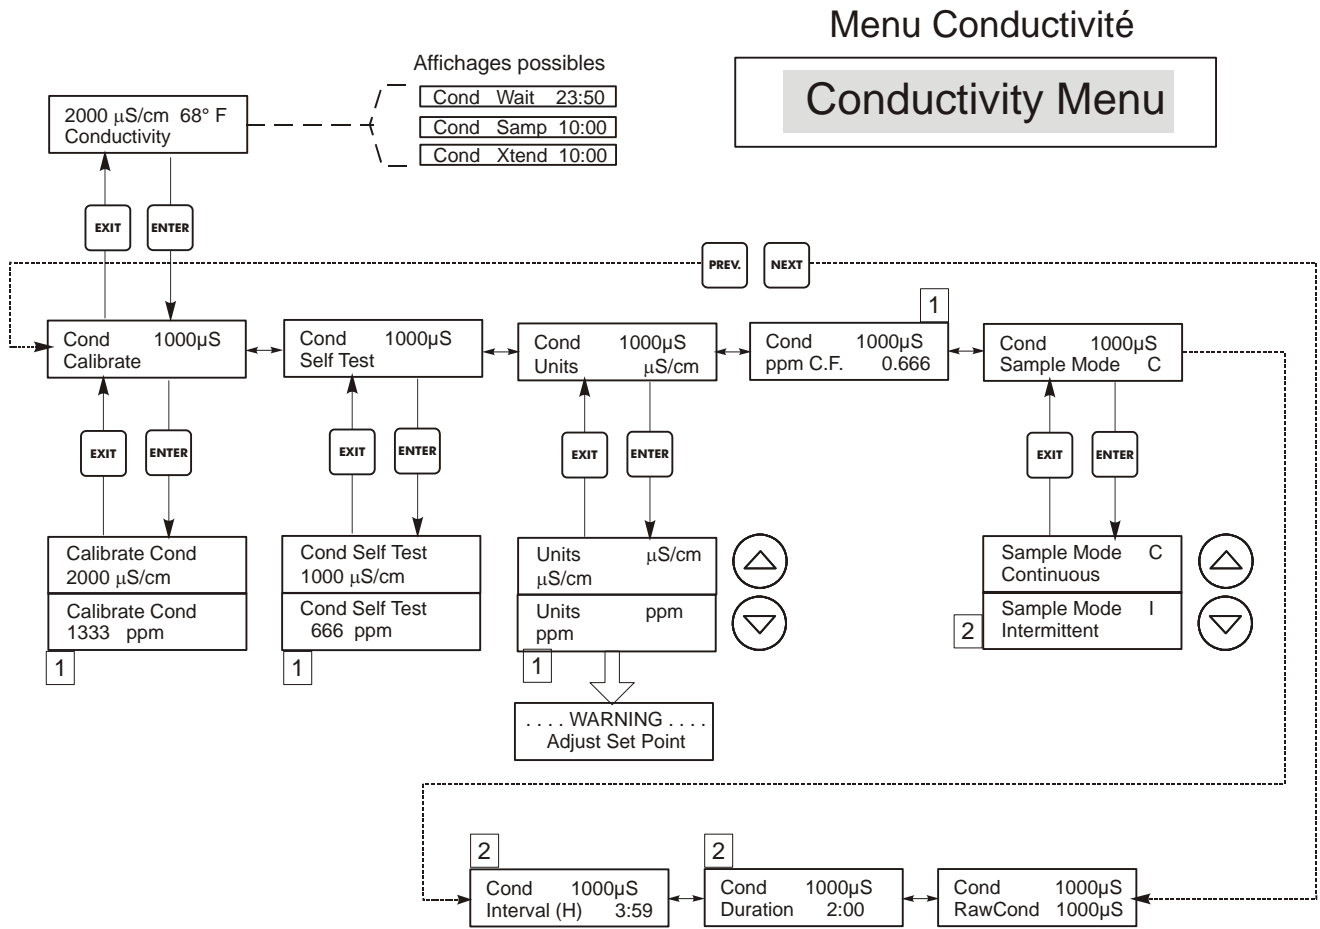 Menu Conductivité
Conductivity Menu
Affichages possibles
2000 µS/cm 68° F
Conductivity
Cond Wait 23:50
Cond Samp 10:00
Cond Xtend 10:00
EXIT
ENTER
PREV.
NEXT
Cond 1000µS
Calibrate
Cond 1000µS
Self Test
Cond 1000µS
Units µS/cm
1
Cond 1000µS
ppm C.F. 0.666
Cond 1000µS
Sample Mode C
EXIT
ENTER
EXIT
ENTER
EXIT
ENTER
EXIT
ENTER
Calibrate Cond
2000 µS/cm
Calibrate Cond
1333 ppm
1
Cond Self Test
1000 µS/cm
Cond Self Test
666 ppm
1
Units µS/cm
µS/cm
Units ppm
ppm
1
. . . . WARNING . . . .
Adjust Set Point
Sample Mode C
Continuous
Sample Mode I
Intermittent
2
2
Cond 1000µS
Interval (H) 3:59
2
Cond 1000µS
Duration 2:00
Cond 1000µS
RawCond 1000µS